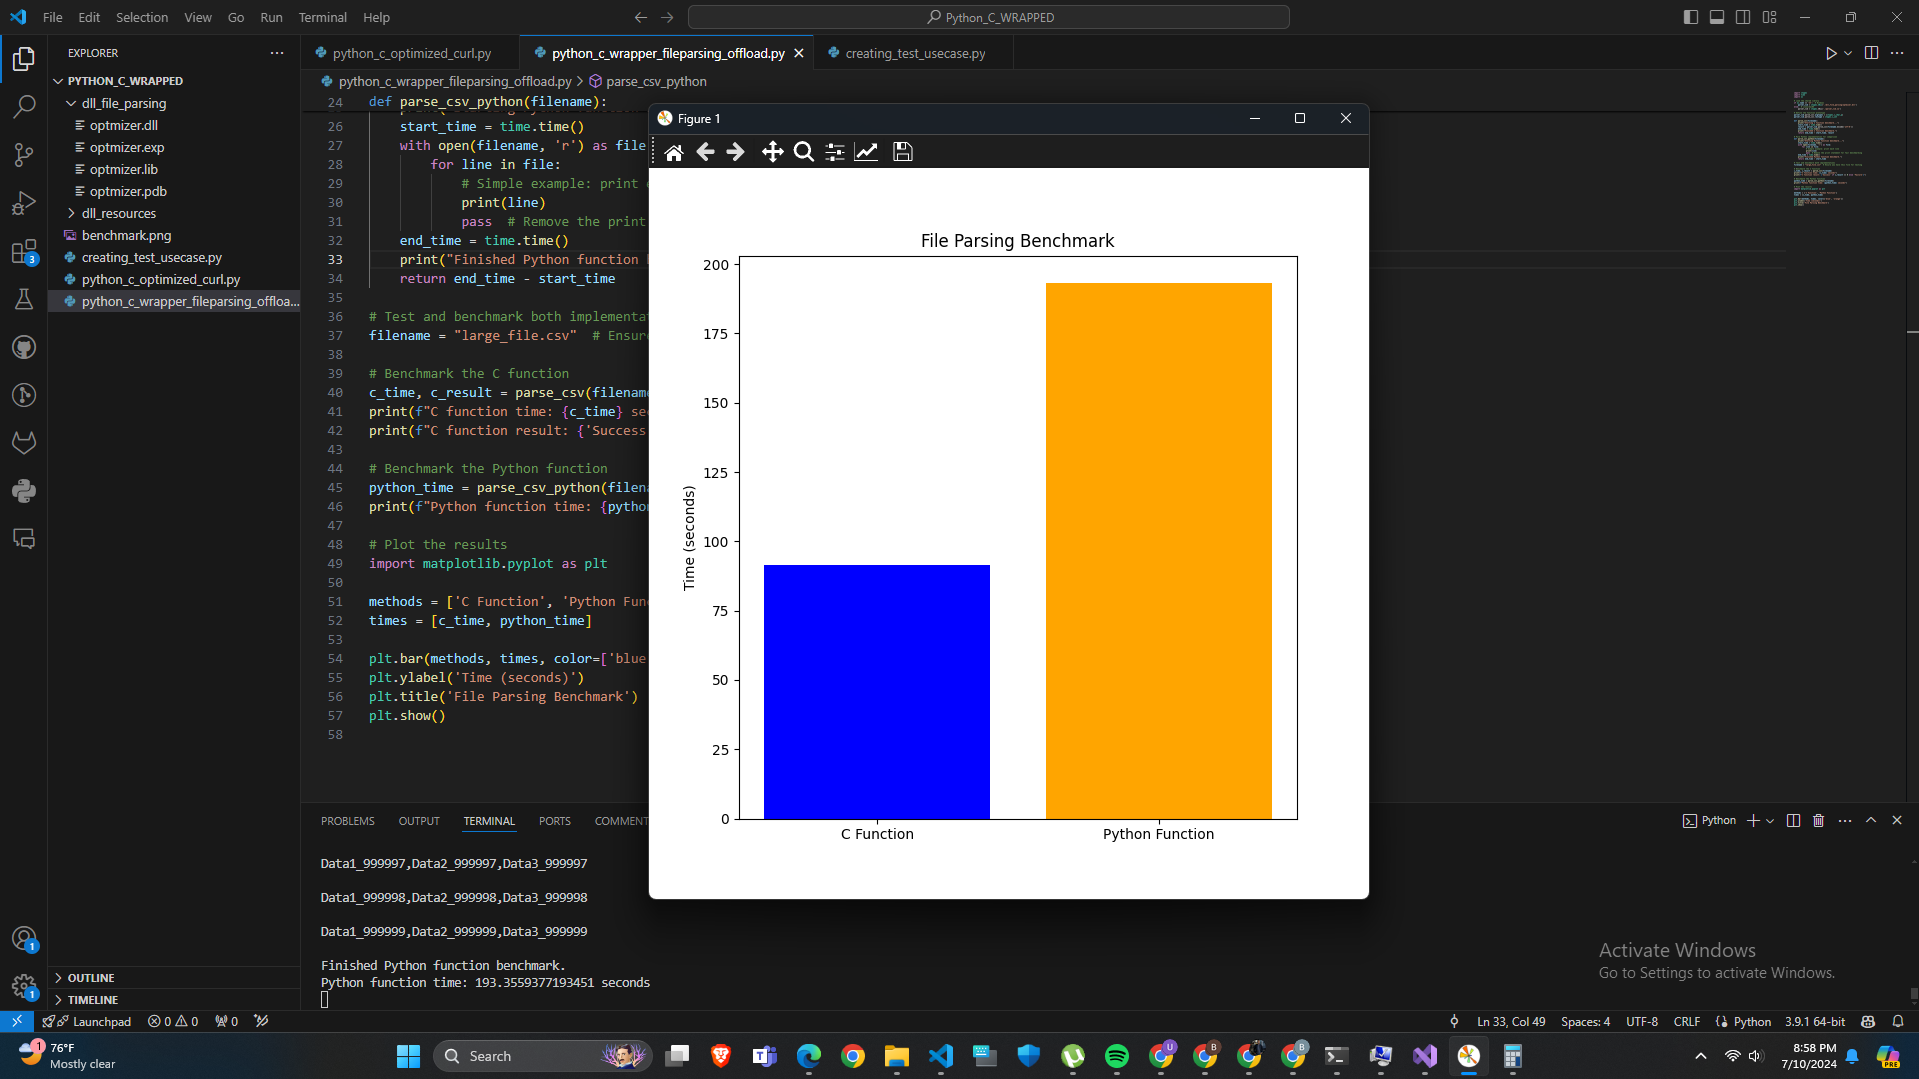 File Edit Selection View Go Run Terminal Help
Python_C_WRAPPED
EXPLORER
PYTHON_C_WRAPPED
dll_file_parsing
optmizer.dll
optmizer.exp
optmizer.lib
optmizer.pdb
dll_resources
benchmark.png
creating_test_usecase.py
python_c_optimized_curl.py
python_c_wrapper_fileparsing_offloa...
OUTLINE
TIMELINE
python_c_optimized_curl.py python_c_wrapper_fileparsing_offload.py creating_test_usecase.py
python_c_wrapper_fileparsing_offload.py > parse_csv_python
24 def parse_csv_python(filename):
26 start_time = time.time()
27 with open(filename, 'r') as file
28 for line in file:
29 # Simple example: print
30 print(line)
31 pass # Remove the print
32 end_time = time.time()
33 print("Finished Python function
34 return end_time - start_time
35
36 # Test and benchmark both implementat
37 filename = "large_file.csv" # Ensure
38
39 # Benchmark the C function
40 c_time, c_result = parse_csv(filename
41 print(f"C function time: {c_time} sec
42 print(f"C function result: {'Success
43
44 # Benchmark the Python function
45 python_time = parse_csv_python(filena
46 print(f"Python function time: {python
47
48 # Plot the results
49 import matplotlib.pyplot as plt
50
51 methods = ['C Function', 'Python Fun
52 times = [c_time, python_time]
53
54 plt.bar(methods, times, color=['blue
55 plt.ylabel('Time (seconds)')
56 plt.title('File Parsing Benchmark')
57 plt.show()
58
Figure 1
File Parsing Benchmark
200
175
150
125
100
75
50
25
0
Time (seconds)
C Function Python Function
PROBLEMS OUTPUT TERMINAL PORTS COMMENT
Python
Data1_999997,Data2_999997,Data3_999997
Data1_999998,Data2_999998,Data3_999998
Data1_999999,Data2_999999,Data3_999999
Finished Python function benchmark.
Python function time: 193.3559377193451 seconds
Activate Windows
Go to Settings to activate Windows.
3
1
1
Launchpad 0 0 0
Ln 33, Col 49 Spaces: 4 UTF-8 CRLF Python 3.9.1 64-bit
1
76°F
Mostly clear
Search
U
B
B
PRE
8:58 PM
7/10/2024